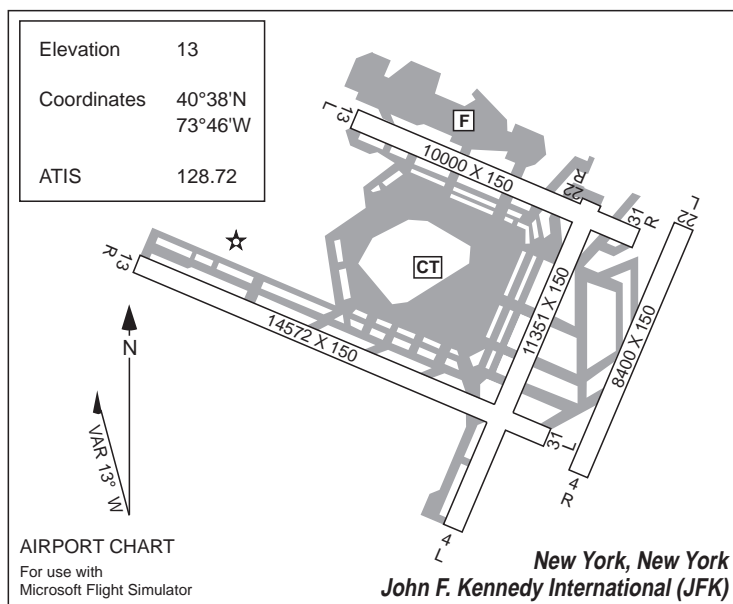 Elevation 13
Coordinates 40°38'N
73°46'W
ATIS 128.72
F
13
L
10000 X 150
22
R
31
R
22
L
CT
13
R
14572 X 150
11351 X 150
8400 X 150
N
VAR 13° W
31
L
4
R
4
L
AIRPORT CHART
For use with
Microsoft Flight Simulator
New York, New York
John F. Kennedy International (JFK)